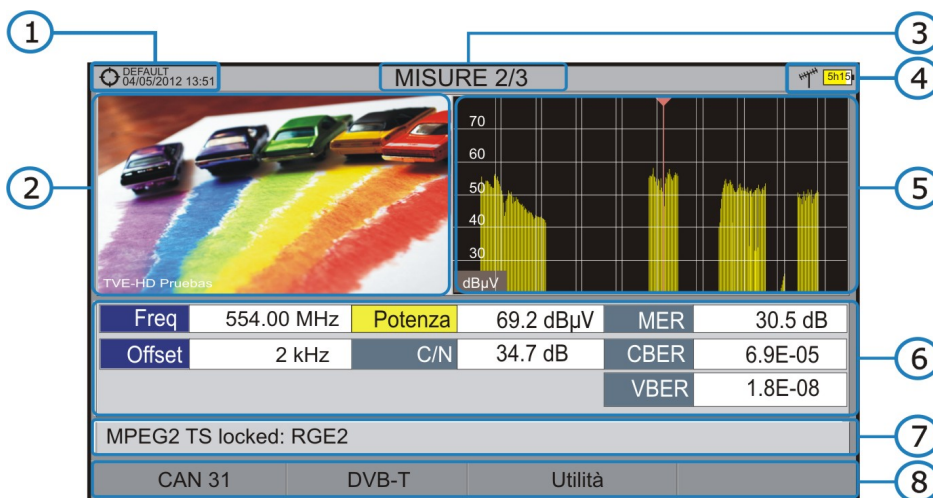 1
3
DEFAULT
04/05/2012 13:51
MISURE 2/3
5h15
4
70
60
50
40
30
2
5
TVE-HD Pruebas
dBµV
Freq 554.00 MHz Potenza 69.2 dBµV MER 30.5 dB
Offset 2 kHz C/N 34.7 dB CBER 6.9E-05
VBER 1.8E-08
6
MPEG2 TS locked: RGE2
7
CAN 31 DVB-T Utilità
8